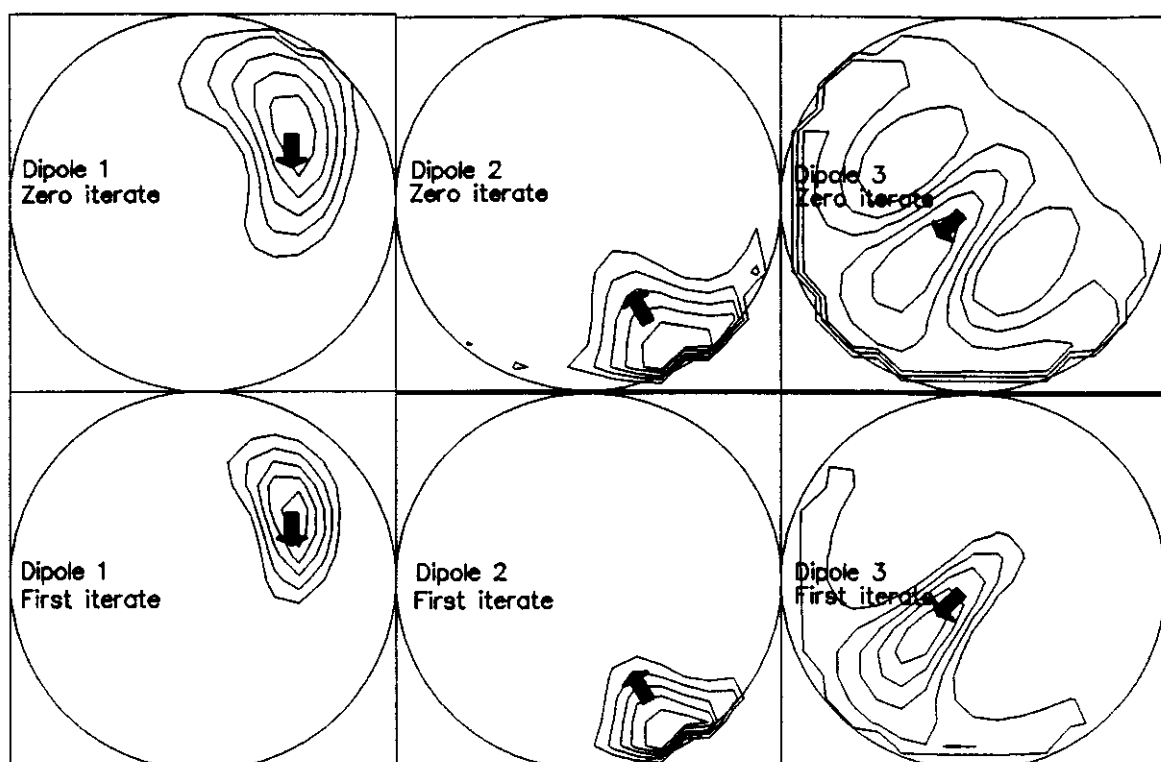 Dipole 1
Zero iterate
Dipole 2
Zero iterate
Dipole 3
Zero iterate
Dipole 1
First iterate
Dipole 2
First iterate
Dipole 3
First iterate